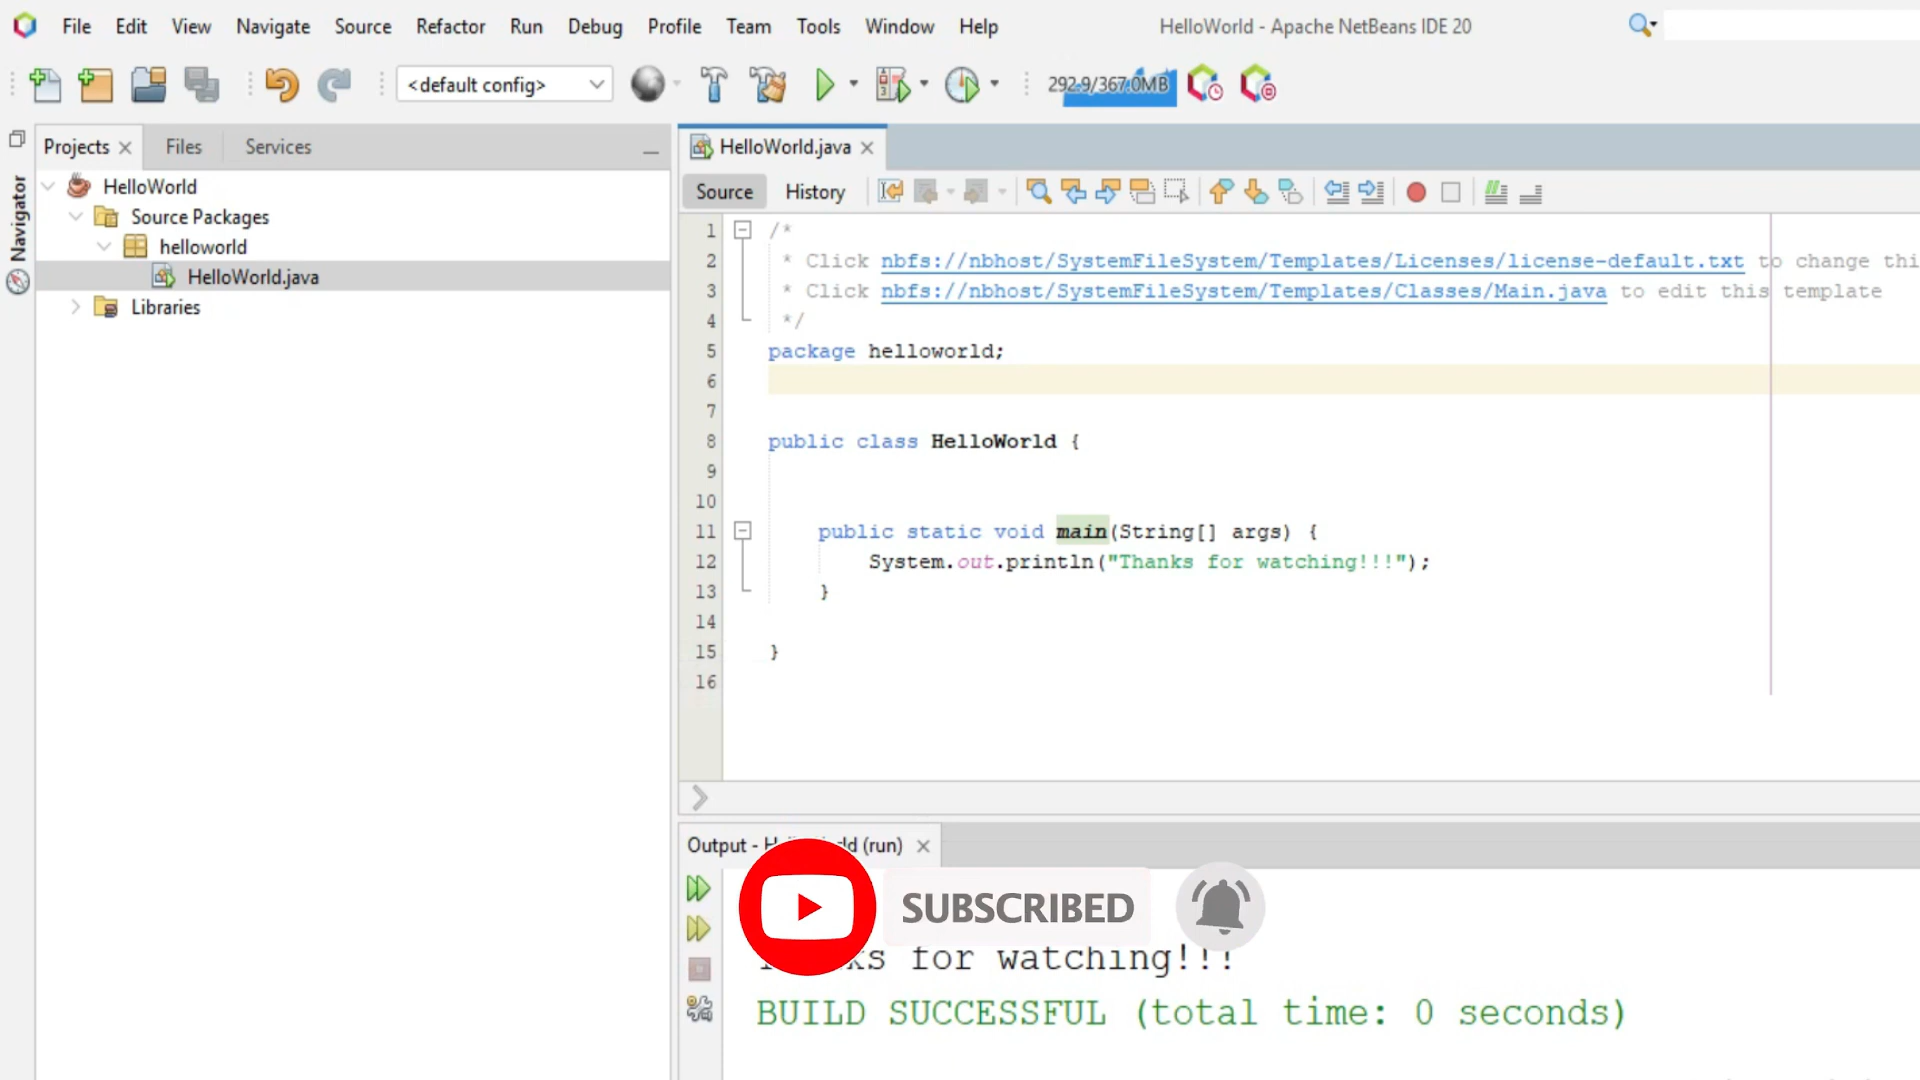 File Edit View Navigate Source Refactor Run Debug Profile Team Tools Window Help HelloWorld - Apache NetBeans IDE 20
<default config> 292.9/367.0MB
Projects Files Services
Navigator
HelloWorld
Source Packages
helloworld
HelloWorld.java
Libraries
HelloWorld.java
Source History
1 /*
2 * Click nbfs://nbhost/SystemFileSystem/Templates/Licenses/license-default.txt to change thi
3 * Click nbfs://nbhost/SystemFileSystem/Templates/Classes/Main.java to edit this template
4 */
5 package helloworld;
6
7
8 public class HelloWorld {
9
10
11 public static void main(String[] args) {
12 System.out.println("Thanks for watching!!!");
13 }
14
15 }
16
Output - (run)
SUBSCRIBED
for watching!!!
BUILD SUCCESSFUL (total time: 0 seconds)